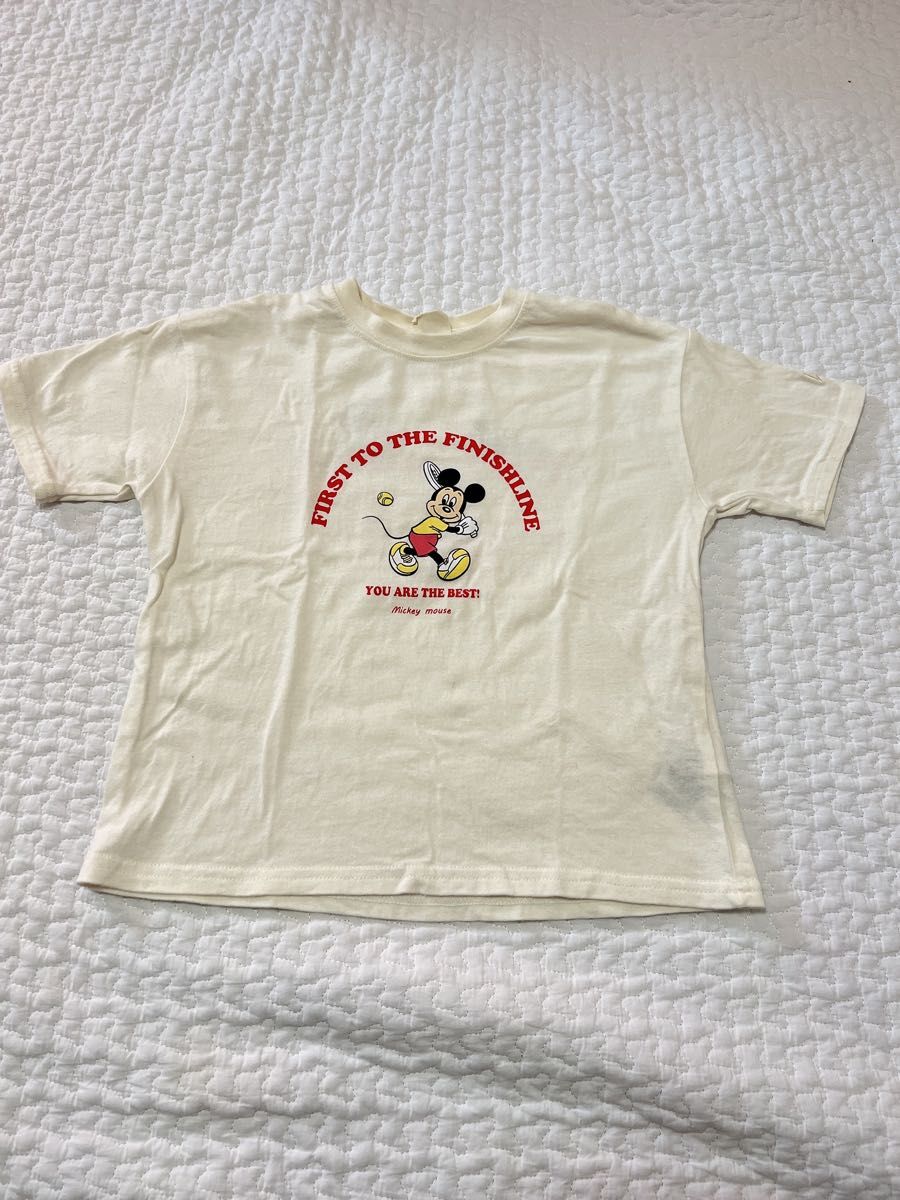 FIRST TO THE FINISHLINE
YOU ARE THE BEST!
Mickey mouse